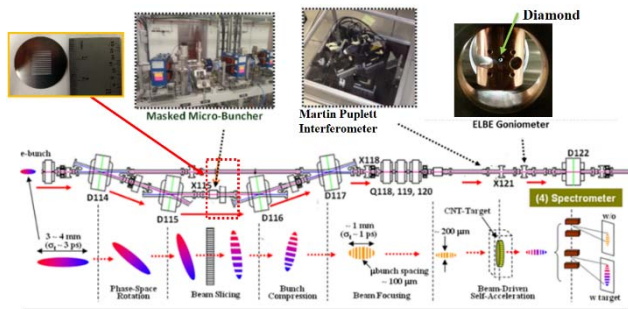 Diamond
Masked Micro-Buncher
Martin Puplett
Interferometer
ELBE Goniometer
e-bunch
D114
X115
D115
D116
D117
X118
Q118, 119, 120
X121
D122
(4) Spectrometer
3 – 4 mm
(σt ~3 ps)
Phase-Space
Rotation
Beam Slicing
Bunch
Compression
~ 1 mm
(σt ~1 ps)
μbunch spacing
~ 100 μm
Beam Focusing
~ 200 μm
CNT-Target
Beam-Driven
Self-Acceleration
w/o
w target